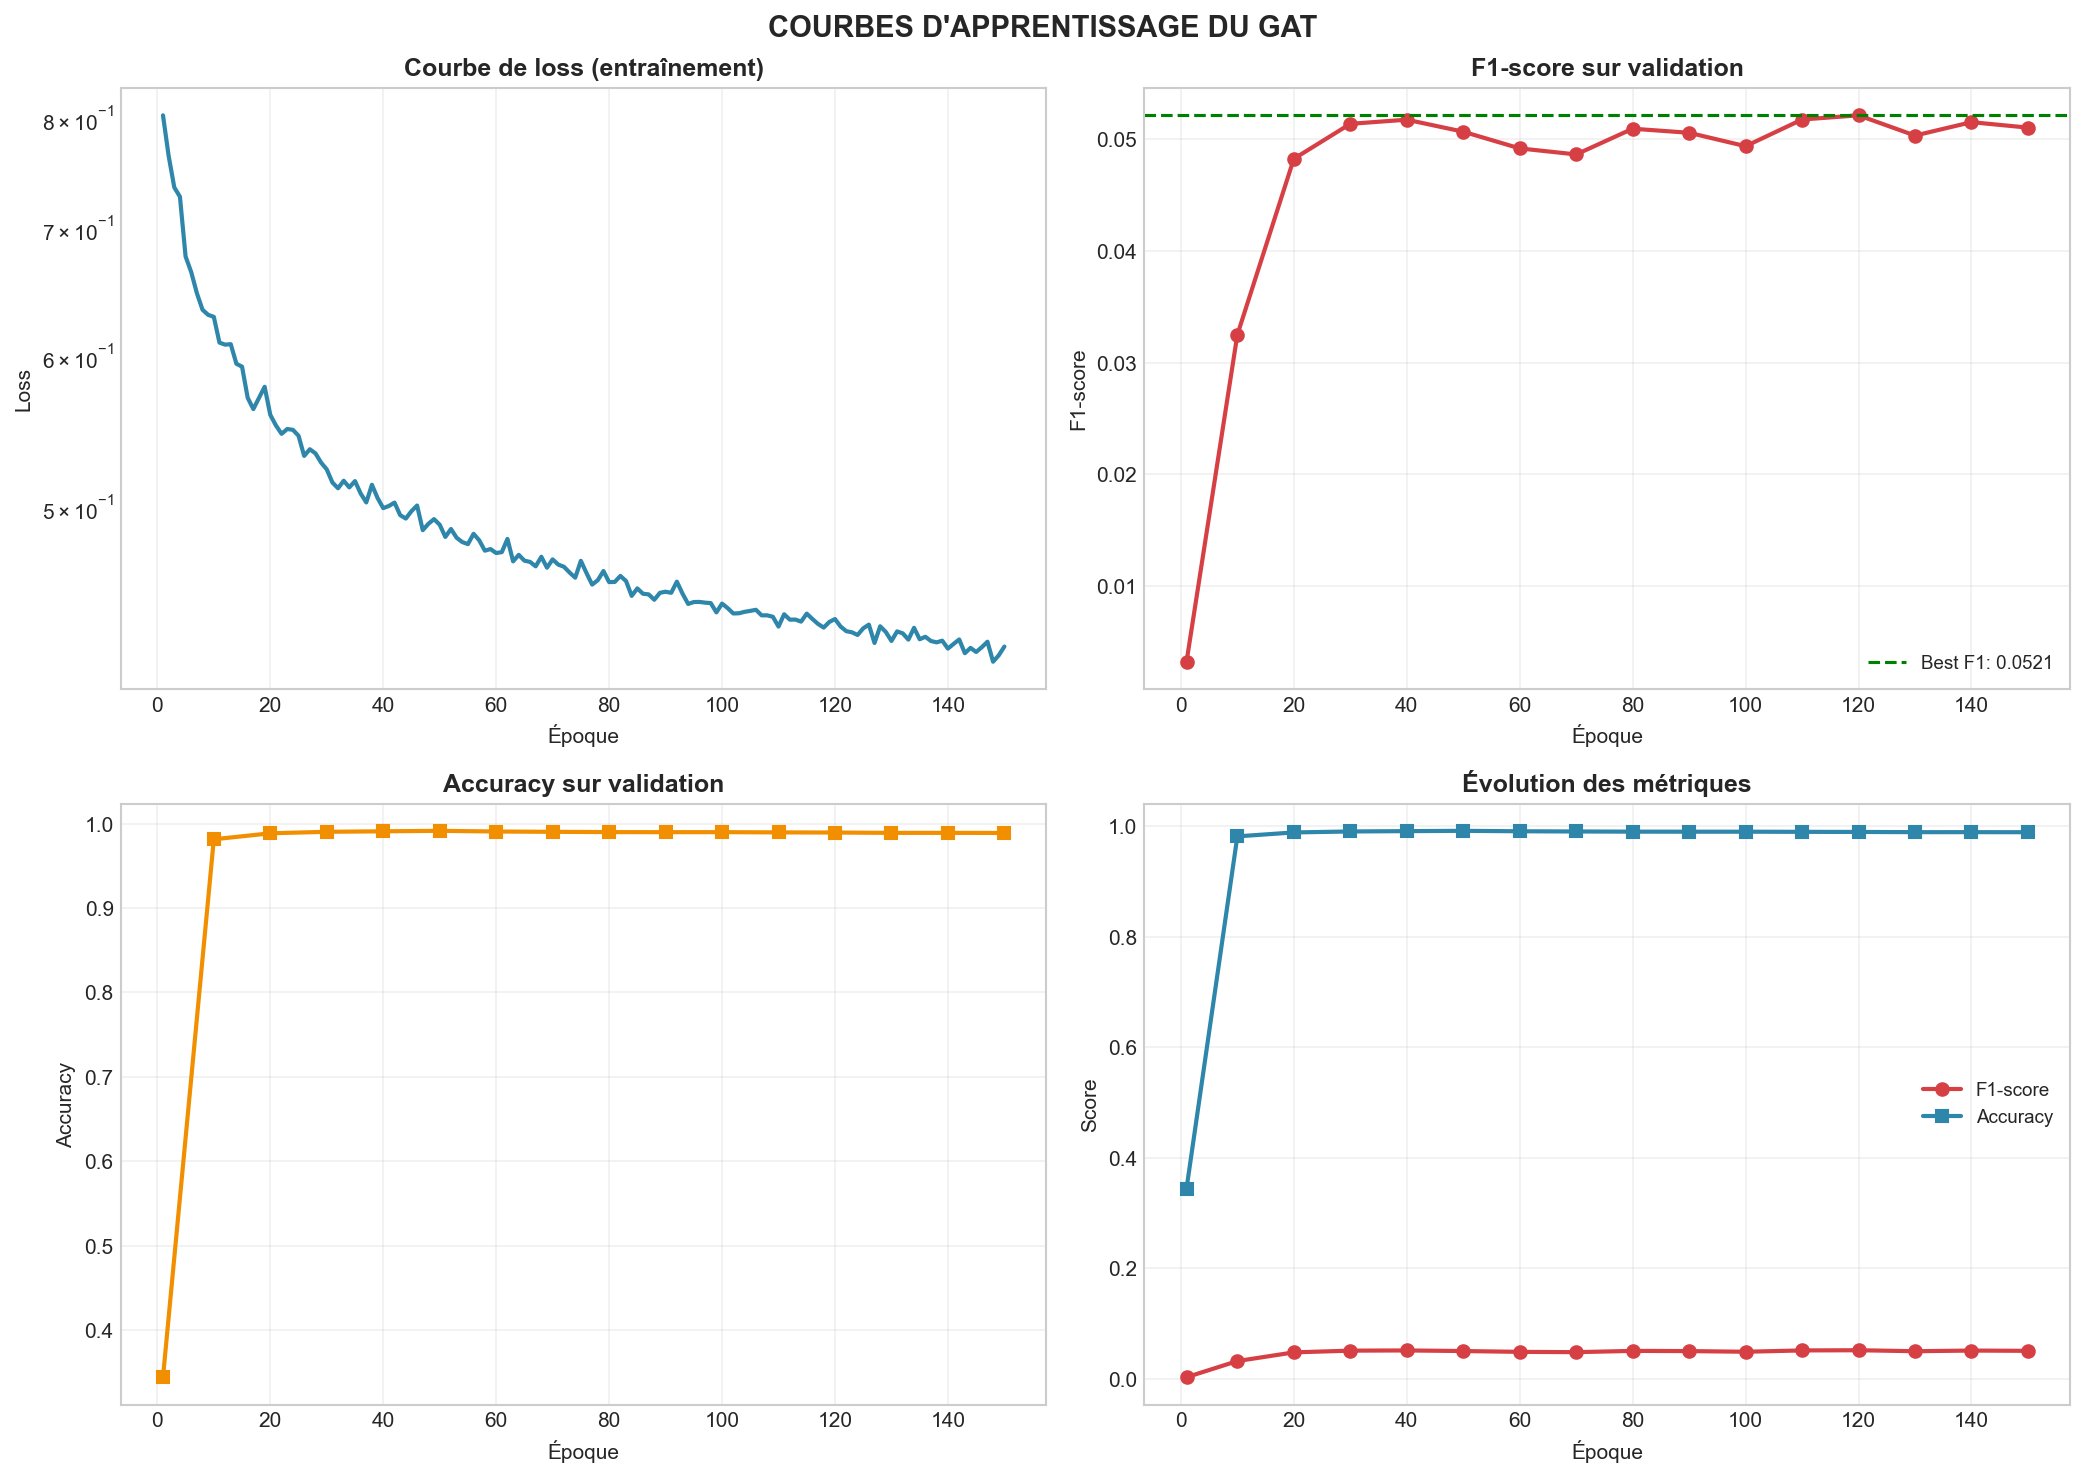 COURBES D'APPRENTISSAGE DU GAT
Courbe de loss (entraînement)
8 × 10⁻¹
7 × 10⁻¹
6 × 10⁻¹
5 × 10⁻¹
Loss
0 20 40 60 80 100 120 140
Époque
F1-score sur validation
0.05
0.04
0.03
0.02
0.01
F1-score
Best F1: 0.0521
0 20 40 60 80 100 120 140
Époque
Accuracy sur validation
1.0
0.9
0.8
0.7
0.6
0.5
0.4
Accuracy
0 20 40 60 80 100 120 140
Époque
Évolution des métriques
1.0
0.8
0.6
0.4
0.2
0.0
Score
F1-score
Accuracy
0 20 40 60 80 100 120 140
Époque